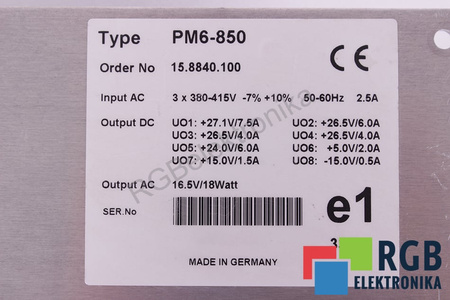 Type PM6-850
Order No 15.8840.100
Input AC 3 x 380-415V -7% +10% 50-60Hz 2.5A
Output DC UO1: +27.1V/7.5A UO2: +26.5V/6.0A
UO3: +26.5V/4.0A UO4: +26.5V/4.0A
UO5: +24.0V/6.0A UO6: +5.0V/2.0A
UO7: +15.0V/1.5A UO8: -15.0V/0.5A
Output AC 16.5V/18Watt
SER.No
e1
3
MADE IN GERMANY
CE
RGBelektronika
RGB
ELEKTRONIKA